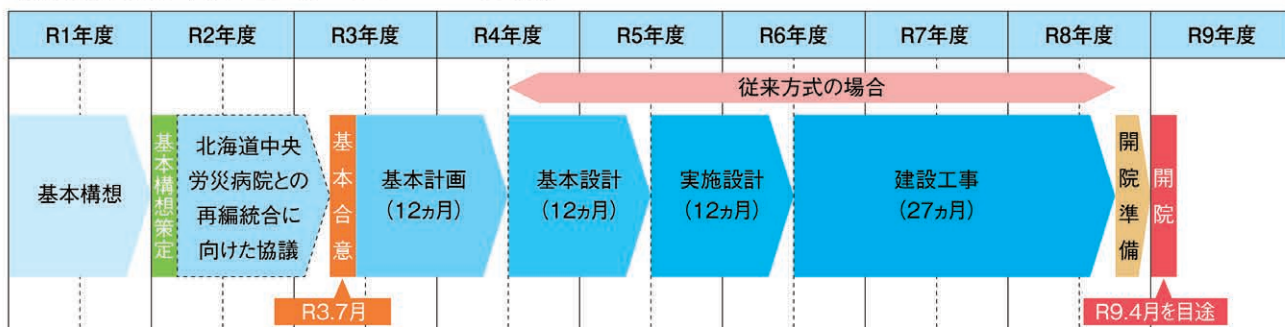 R1年度
R2年度
R3年度
R4年度
R5年度
R6年度
R7年度
R8年度
R9年度
従来方式の場合
基本構想
基本構想策定
北海道中央
労災病院との
再編統合に
向けた協議
基本合意
基本計画
(12ヵ月)
基本設計
(12ヵ月)
実施設計
(12ヵ月)
建設工事
(27ヵ月)
開院準備
開院
R3.7月
R9.4月を目途